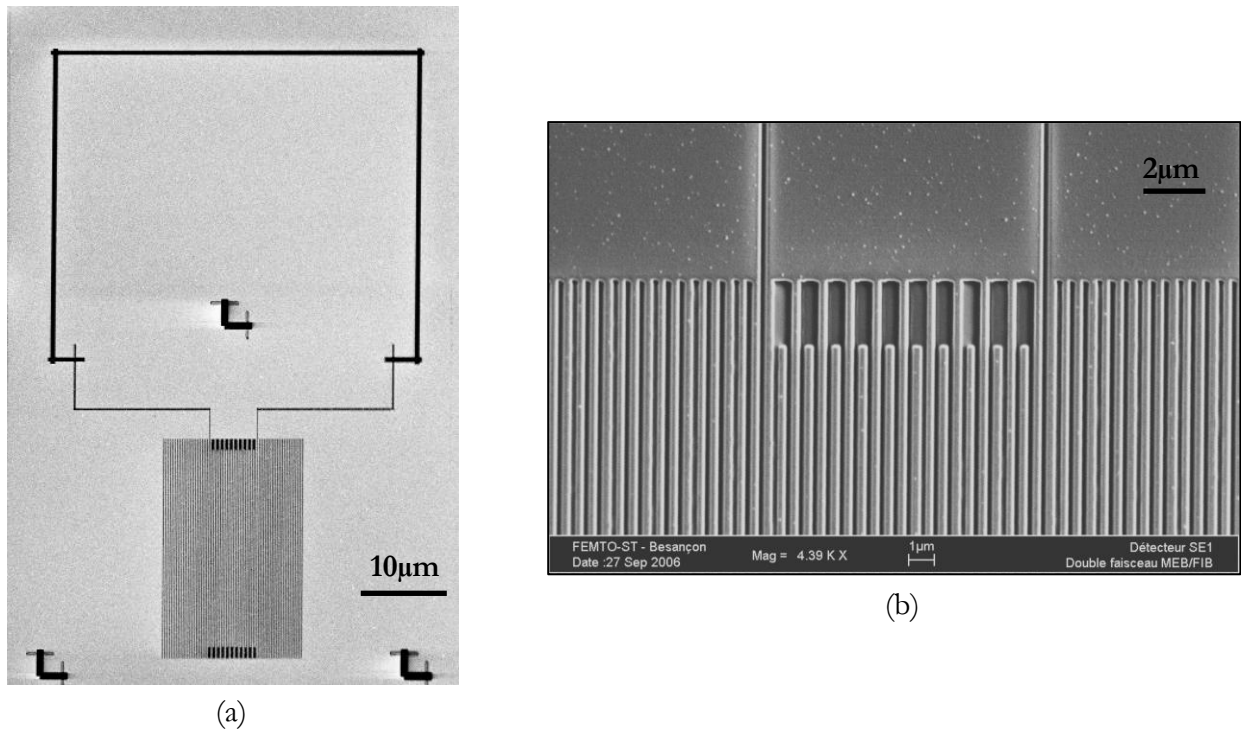 10µm
(a)
2µm
FEMTO-ST - Besançon
Date :27 Sep 2006
Mag = 4.39 K X
1µm
Détecteur SE1
Double faisceau MEB/FIB
(b)